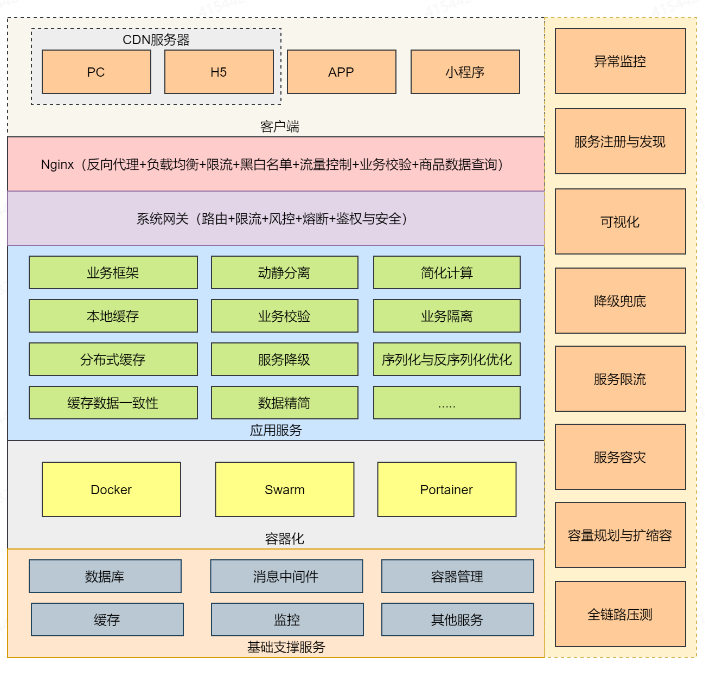 CDN服务器
PC
H5
APP
小程序
客户端
Nginx（反向代理+负载均衡+限流+黑白名单+流量控制+业务校验+商品数据查询）
系统网关（路由+限流+风控+熔断+鉴权与安全）
业务框架
动静分离
简化计算
本地缓存
业务校验
业务隔离
分布式缓存
服务降级
序列化与反序列化优化
缓存数据一致性
数据精简
.....
应用服务
Docker
Swarm
Portainer
容器化
数据库
消息中间件
容器管理
缓存
监控
其他服务
基础支撑服务
异常监控
服务注册与发现
可视化
降级兜底
服务限流
服务容灾
容量规划与扩缩容
全链路压测